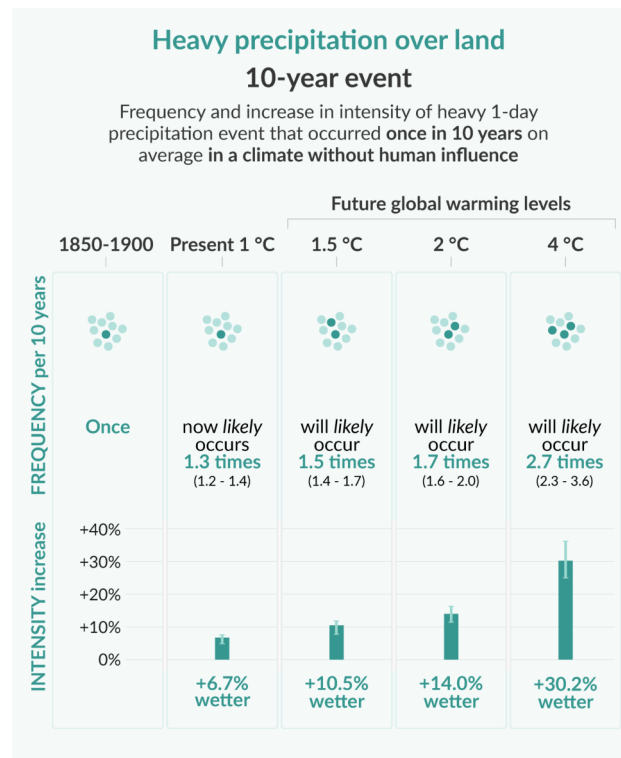 Heavy precipitation over land
10-year event
Frequency and increase in intensity of heavy 1-day
precipitation event that occurred once in 10 years on
average in a climate without human influence
Future global warming levels
1850-1900 Present 1 °C 1.5 °C 2 °C 4 °C
FREQUENCY per 10 years
Once
now likely
occurs
1.3 times
(1.2 - 1.4)
will likely
occur
1.5 times
(1.4 - 1.7)
will likely
occur
1.7 times
(1.6 - 2.0)
will likely
occur
2.7 times
(2.3 - 3.6)
INTENSITY increase
+40%
+30%
+20%
+10%
0%
+6.7%
wetter
+10.5%
wetter
+14.0%
wetter
+30.2%
wetter